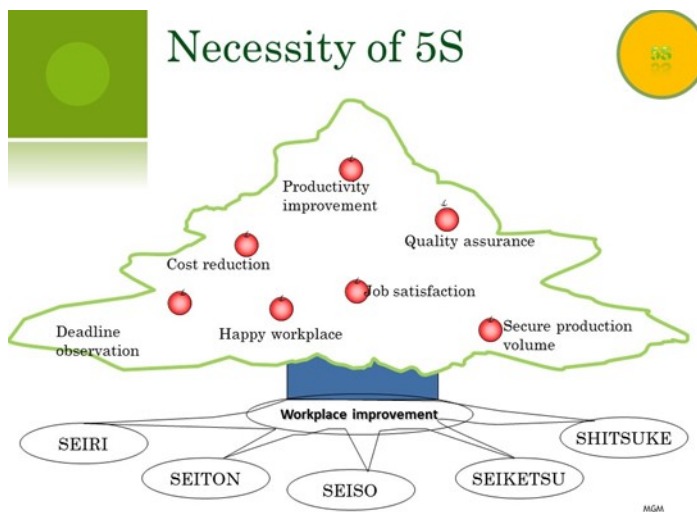 Necessity of 5S
5S
Productivity
improvement
Quality assurance
Cost reduction
Job satisfaction
Deadline
observation
Happy workplace
Secure production
volume
Workplace improvement
SEIRI
SHITSUKE
SEITON
SEIKETSU
SEISO
MGM